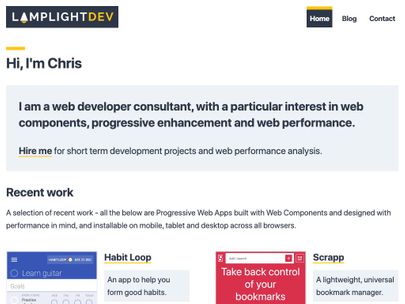 LAMPLIGHTDEV
Home Blog Contact
Hi, I'm Chris
I am a web developer consultant, with a particular interest in web
components, progressive enhancement and web performance.
Hire me for short term development projects and web performance analysis.
Recent work
A selection of recent work - all the below are Progressive Web Apps built with Web Components and designed with
performance in mind, and installable on mobile, tablet and desktop across all browsers.
Habit Loop
An app to help you
form good habits.
Learn guitar
Goals
Scrapp
A lightweight, universal
bookmark manager.
Take back control
of your
bookmarks